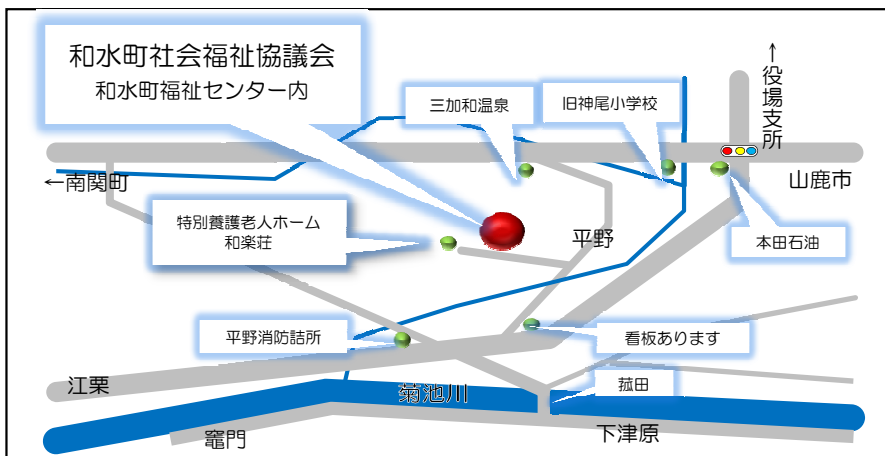 和水町社会福祉協議会
和水町福祉センター内
三加和温泉
旧神尾小学校
↑役場支所
←南関町
山鹿市
特別養護老人ホーム
和楽荘
平野
本田石油
平野消防詰所
看板あります
江栗
菊池川
菰田
竈門
下津原